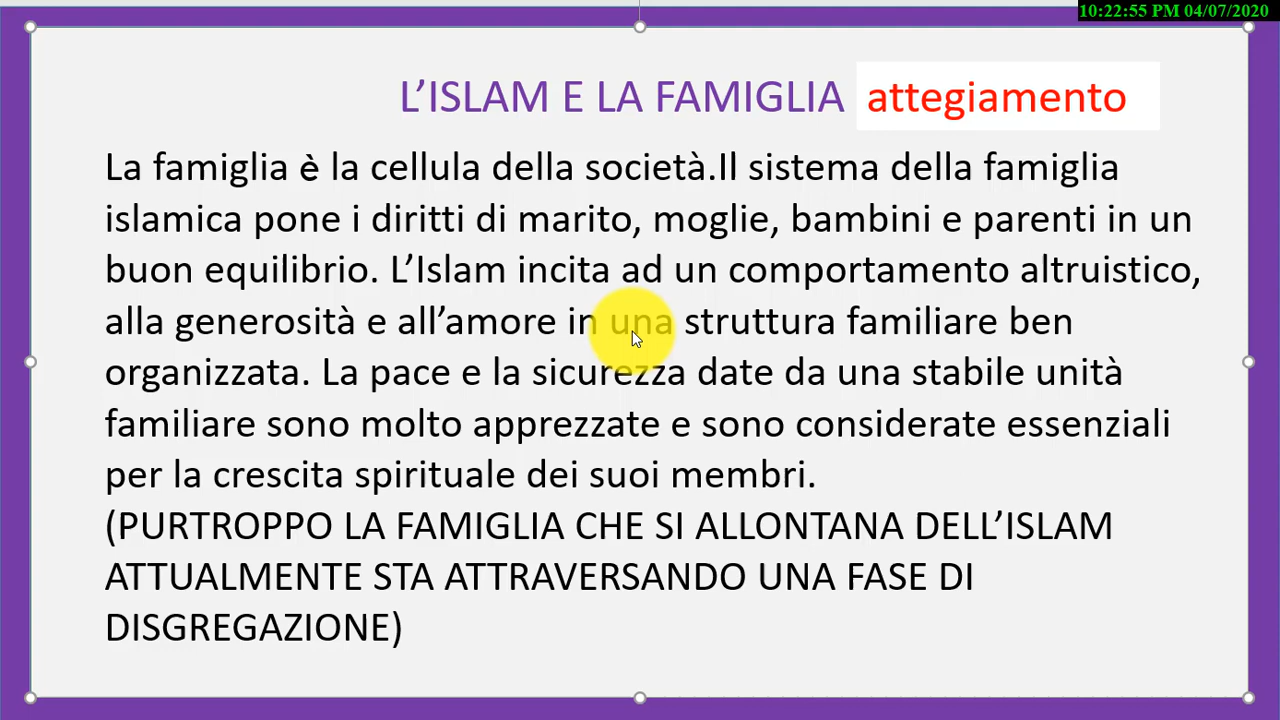 10:22:55 PM 04/07/2020
L’ISLAM E LA FAMIGLIA attegiamento
La famiglia è la cellula della società.Il sistema della famiglia
islamica pone i diritti di marito, moglie, bambini e parenti in un
buon equilibrio. L’Islam incita ad un comportamento altruistico,
alla generosità e all’amore in una struttura familiare ben
organizzata. La pace e la sicurezza date da una stabile unità
familiare sono molto apprezzate e sono considerate essenziali
per la crescita spirituale dei suoi membri.
(PURTROPPO LA FAMIGLIA CHE SI ALLONTANA DELL’ISLAM
ATTUALMENTE STA ATTRAVERSANDO UNA FASE DI
DISGREGAZIONE)